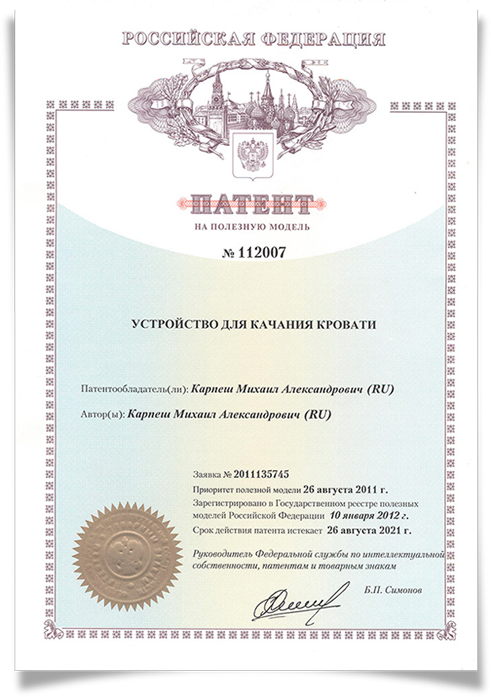 РОССИЙСКАЯ ФЕДЕРАЦИЯ
ПАТЕНТ
НА ПОЛЕЗНУЮ МОДЕЛЬ
№ 112007
УСТРОЙСТВО ДЛЯ КАЧАНИЯ КРОВАТИ
Патентообладатель(ли): Карпеш Михаил Александрович (RU)
Автор(ы): Карпеш Михаил Александрович (RU)
Заявка № 2011135745
Приоритет полезной модели 26 августа 2011 г.
Зарегистрировано в Государственном реестре полезных
моделей Российской Федерации 10 января 2012 г.
Срок действия патента истекает 26 августа 2021 г.
Руководитель Федеральной службы по интеллектуальной
собственности, патентам и товарным знакам
Б.П. Симонов